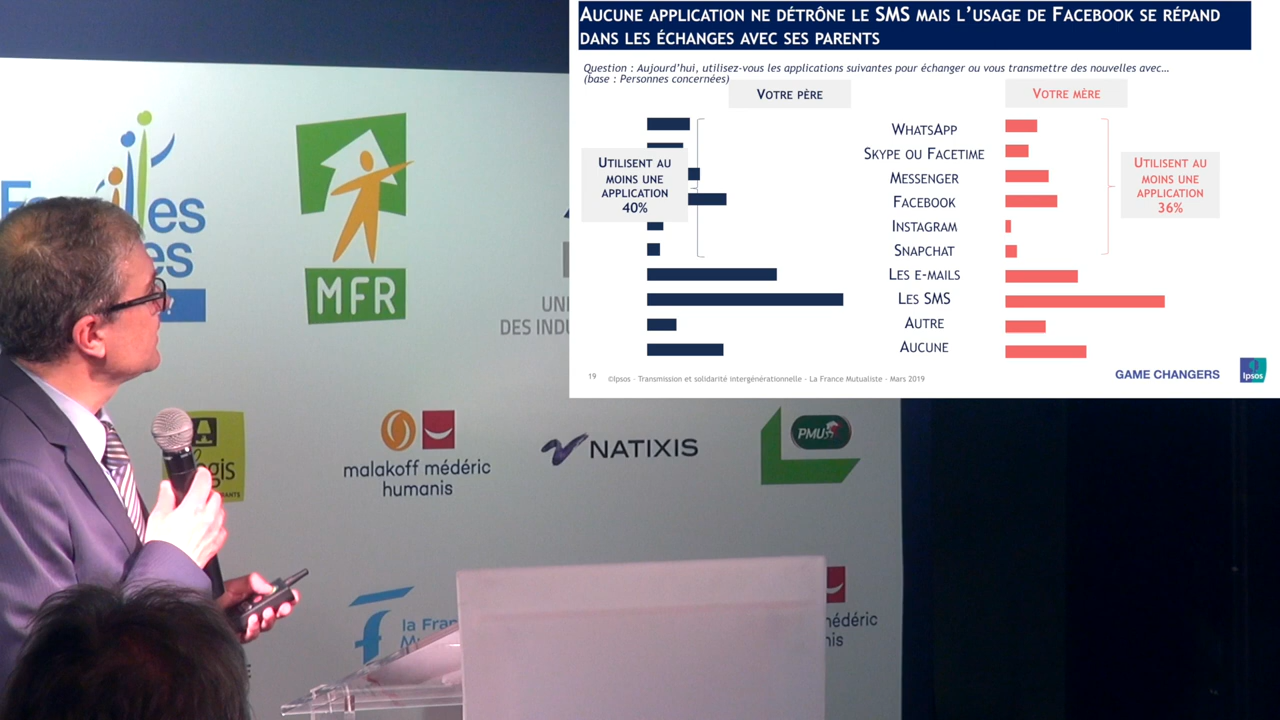 AUCUNE APPLICATION NE DÉTRÔNE LE SMS MAIS L'USAGE DE FACEBOOK SE RÉPAND
DANS LES ÉCHANGES AVEC SES PARENTS
Question : Aujourd'hui, utilisez-vous les applications suivantes pour échanger ou vous transmettre des nouvelles avec...
(base : Personnes concernées)
VOTRE PÈRE
VOTRE MÈRE
UTILISENT AU
MOINS UNE
APPLICATION
40%
WHATSAPP
SKYPE OU FACETIME
MESSENGER
FACEBOOK
INSTAGRAM
SNAPCHAT
LES E-MAILS
LES SMS
AUTRE
AUCUNE
UTILISENT AU
MOINS UNE
APPLICATION
36%
19
©Ipsos - Transmission et solidarité intergénérationnelle - La France Mutualiste - Mars 2019
GAME CHANGERS
Ipsos
MFR
DES INDU
malakoff médéric
humanis
NATIXIS
PMU
la Fran